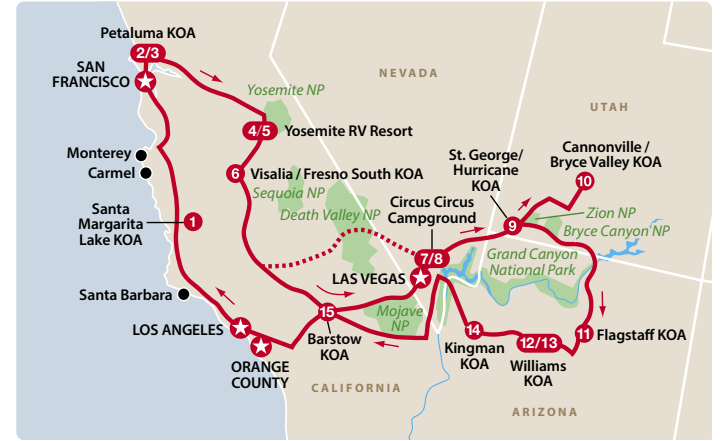 Petaluma KOA
2/3
SAN
FRANCISCO
NEVADA
Yosemite NP
UTAH
4/5
Yosemite RV Resort
Monterey
Carmel
6
Visalia / Fresno South KOA
Sequoia NP
Death Valley NP
St. George/
Hurricane
KOA
Cannonville /
Bryce Valley KOA
10
Circus Circus
Campground
9
Zion NP
Bryce Canyon NP
Santa
Margarita
Lake KOA
1
7/8
LAS VEGAS
Grand Canyon
National Park
Santa Barbara
LOS ANGELES
ORANGE
COUNTY
15
Barstow
KOA
Mojave
NP
14
Kingman
KOA
12/13
Williams
KOA
11
Flagstaff KOA
CALIFORNIA
ARIZONA